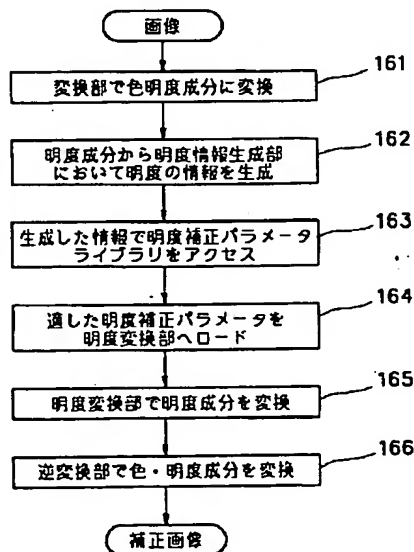 画像
161
変換部で色明度成分に変換
162
明度成分から明度情報生成部
において明度の情報を生成
163
生成した情報で明度補正パラメータ
ライブラリをアクセス
164
適した明度補正パラメータを
明度変換部へロード
165
明度変換部で明度成分を変換
166
逆変換部で色・明度成分を変換
補正画像